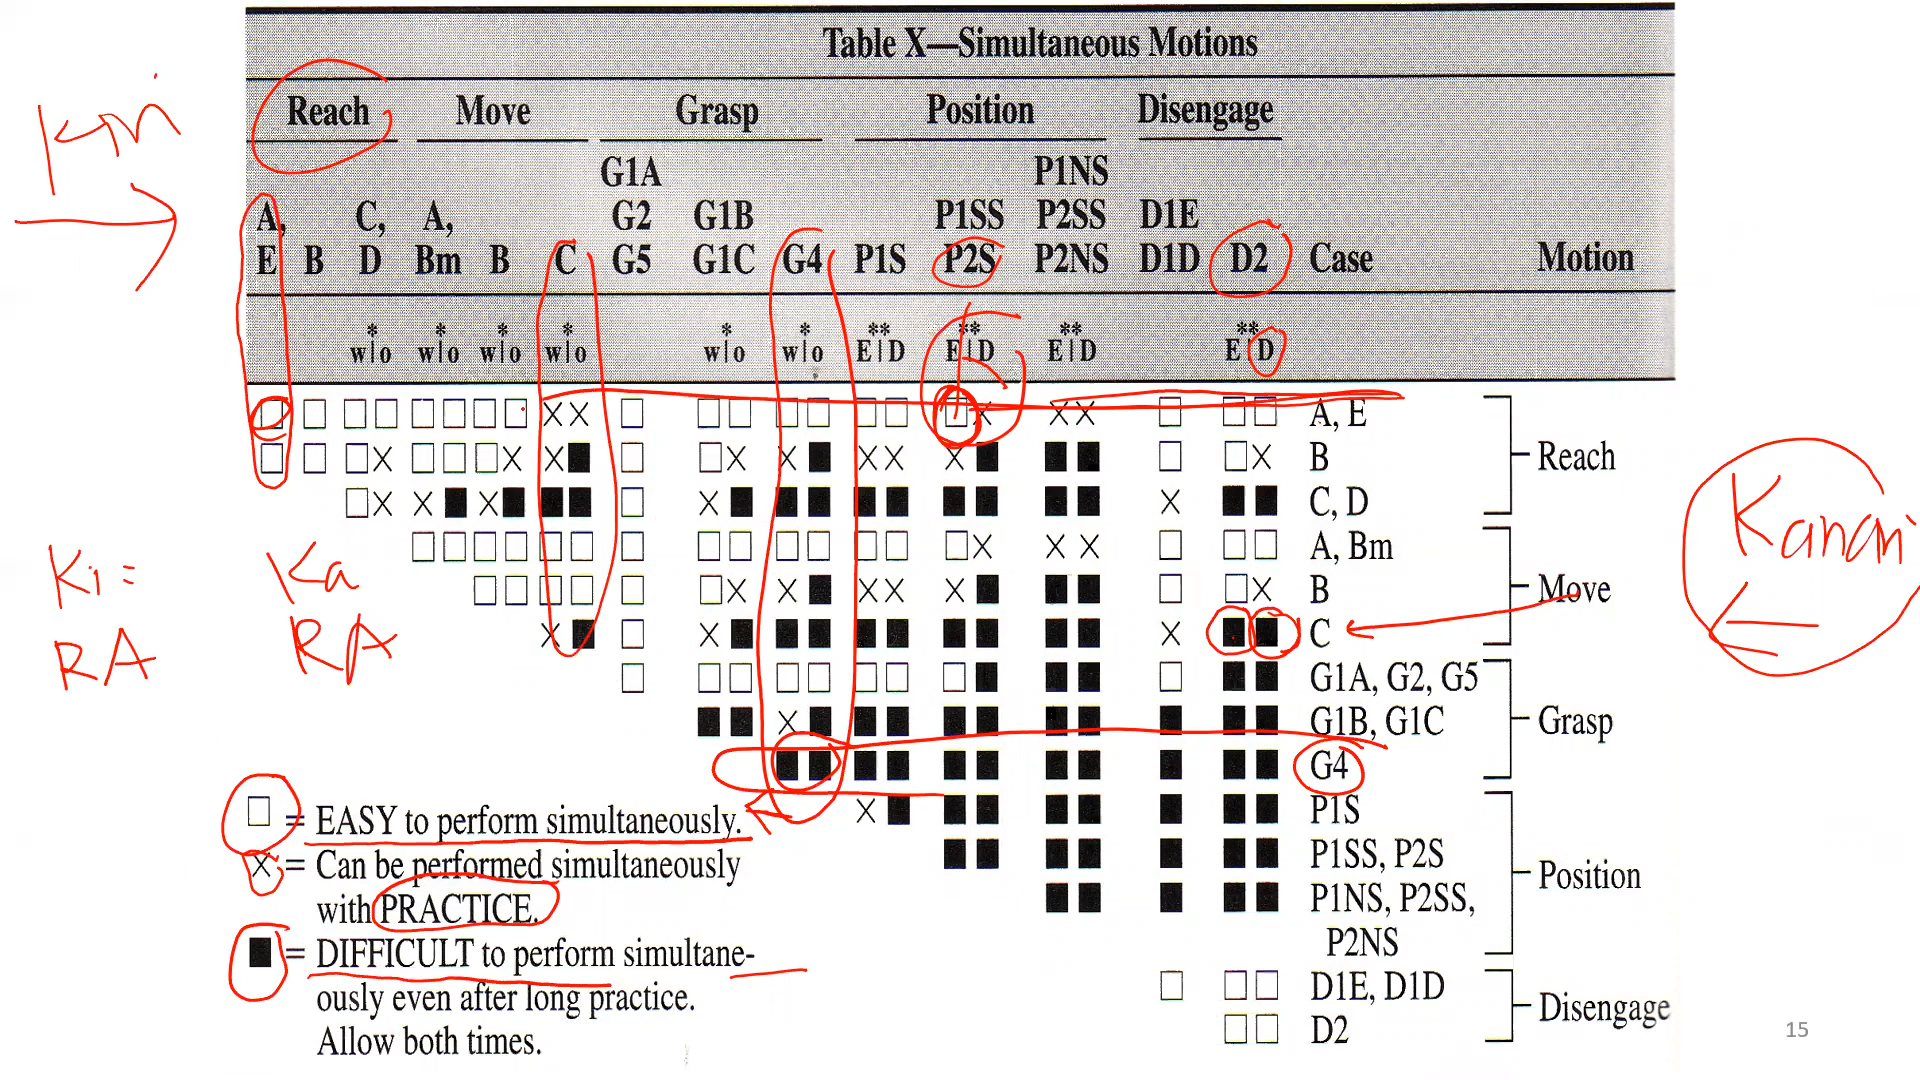 Table X—Simultaneous Motions
Reach Move Grasp Position Disengage
G1A P1NS
A, C, A, G2 G1B P1SS P2SS D1E
E B D Bm B C G5 G1C G4 P1S P2S P2NS D1D D2 Case Motion
* * * * * * ** ** ** **
w|o w|o w|o w|o w|o w|o E|D E|D E|D E|D
□ □ □ □ □ □ □ □ X X □ □ □ □ □ □ □ □ X X X □ □ □ A, E
□ □ □ X □ □ □ X X ■ □ □ X X ■ X X X ■ ■ ■ □ □ X B Reach
□ X X ■ X ■ ■ ■ □ X ■ ■ ■ ■ ■ ■ ■ ■ ■ X ■ ■ C, D
□ □ □ □ □ □ □ □ □ □ □ □ □ □ X X X □ □ □ A, Bm
□ □ □ □ □ □ X X ■ X X X ■ ■ ■ □ □ X B Move
X ■ □ X ■ ■ ■ ■ ■ ■ ■ ■ ■ X ■ ■ C
□ □ □ □ □ □ □ □ ■ ■ ■ □ ■ ■ G1A, G2, G5
■ ■ X ■ ■ ■ ■ ■ ■ ■ ■ ■ ■ G1B, G1C Grasp
■ ■ ■ ■ ■ ■ ■ ■ ■ ■ ■ G4
X ■ ■ ■ ■ ■ ■ ■ ■ P1S
■ ■ ■ ■ ■ ■ ■ P1SS, P2S Position
■ ■ ■ ■ ■ P1NS, P2SS,
P2NS
□ □ □ D1E, D1D Disengage
□ □ D2
□ = EASY to perform simultaneously.
X = Can be performed simultaneously
with PRACTICE.
■ = DIFFICULT to perform simultane-
ously even after long practice.
Allow both times.
Kiri
Ki = Ka
RA RA
Kanan
15